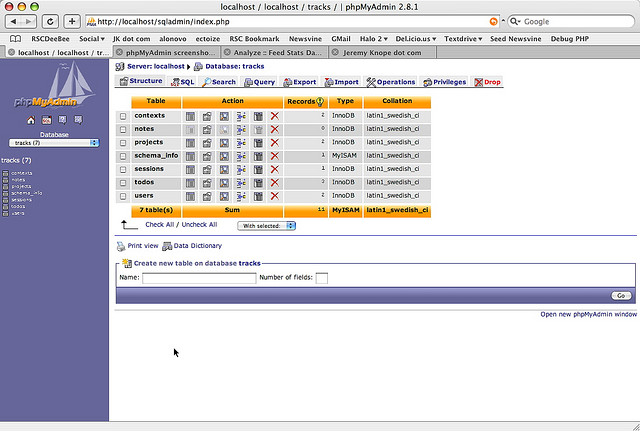 localhost / localhost / tracks / | phpMyAdmin 2.8.1
http://localhost/sqladmin/index.php
Google
RSCDeeBee Social▾ JK dot com alonovo ectoize RSC Bookmark Newsvine GMail Halo 2▾ DeLicio.us▾ Textdrive▾ Seed Newsvine Debug PHP
localhost / localhost / tr... phpMyAdmin screensho... Analyze :: Feed Stats Da... Jeremy Knope dot com
phpMyAdmin
Database
tracks (7)
tracks (7)
contexts
notes
projects
schema_info
sessions
todos
users
Server: localhost ▸ Database: tracks
Structure SQL Search Query Export Import Operations Privileges Drop
Table Action Records Type Collation
contexts 2 InnoDB latin1_swedish_ci
notes 0 InnoDB latin1_swedish_ci
projects 2 InnoDB latin1_swedish_ci
schema_info 1 MyISAM latin1_swedish_ci
sessions 1 InnoDB latin1_swedish_ci
todos InnoDB latin1_swedish_ci
users 2 InnoDB latin1_swedish_ci
7 table(s) Sum 11 MyISAM latin1_swedish_ci
Check All / Uncheck All With selected:
Print view Data Dictionary
Create new table on database tracks
Name: Number of fields:
Go
Open new phpMyAdmin window